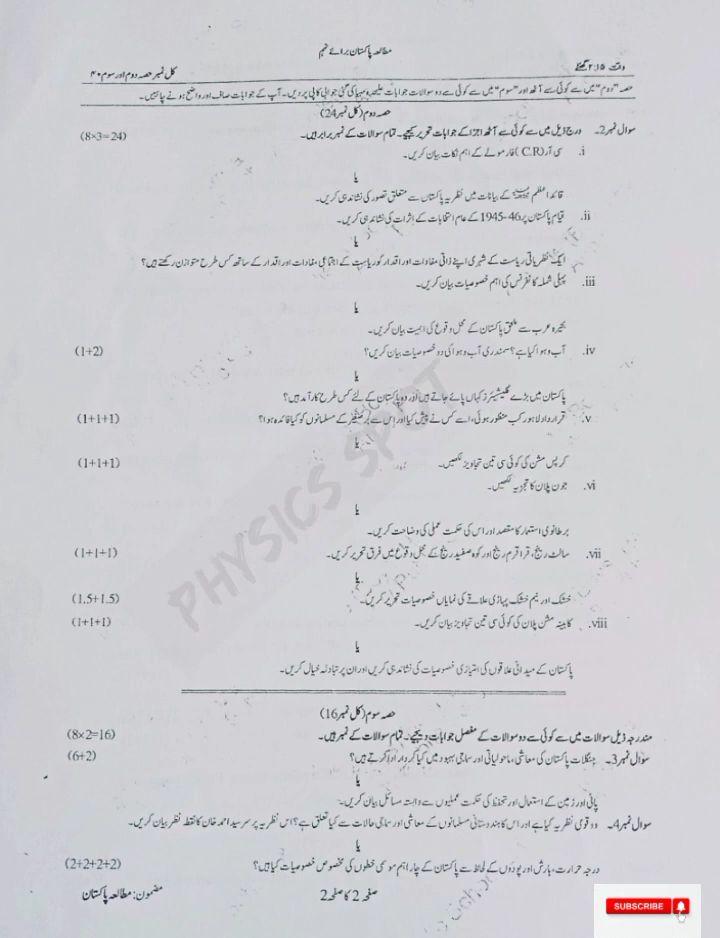 مطالعہ پاکستان برائے نہم
وقت: ۲:۱۵ گھنٹے
کل نمبر حصہ دوم اور سوم ۴۰
حصہ "دوم" میں سے کوئی سے آٹھ اور "سوم" میں سے کوئی سے دو سوالات جوابات علیحدہ مہیا کی گئی جوابی کاپی پر دیں۔ آپ کے جوابات صاف اور واضح ہونے چاہئیں۔
حصہ دوم (کل نمبر 24)
سوال نمبر 2۔ درج ذیل میں سے کوئی سے آٹھ اجزا کے جوابات تحریر کیجیے۔ تمام سوالات کے نمبر برابر ہیں۔ (8×3=24)
i. سی آر (C.R) فارمولے کے اہم نکات بیان کریں۔
یا
قائد اعظم کے بیانات میں نظریہ پاکستان سے متعلق تصور کی نشاندہی کریں۔
ii. قیام پاکستان پر 46-1945 کے عام انتخابات کے اثرات کی نشاندہی کریں۔
یا
ایک نظریاتی ریاست کے شہری اپنے ذاتی مفادات اور اقدار کو ریاست کے اجتماعی مفادات اور اقدار کے ساتھ کس طرح متوازن رکھتے ہیں؟
iii. پہلی شملہ کانفرنس کی اہم خصوصیات بیان کریں۔
یا
بحیرہ عرب سے ملحق پاکستان کے محل وقوع کی اہمیت بیان کریں۔
iv. آب و ہوا کیا ہے؟ سمندری آب و ہوا کی دو خصوصیات بیان کریں؟ (1+2)
یا
پاکستان میں بڑے گلیشیئرز کہاں پائے جاتے ہیں اور وہ پاکستان کے لئے کس طرح کارآمد ہیں؟
v. قرارداد لاہور کب منظور ہوئی، اسے کس نے پیش کیا اور اس سے برصغیر کے مسلمانوں کو کیا فائدہ ہوا؟ (1+1+1)
یا
کرپس مشن کی کوئی سی تین تجاویز لکھیں۔ (1+1+1)
vi. جون پلان کا تجزیہ لکھیں۔
یا
برطانوی استعمار کا مقصد اور اس کی حکمت عملی کی وضاحت کریں۔
vii. سالٹ رینج، قراقرم رینج اور کوہ سفید رینج کے محل وقوع میں فرق تحریر کریں۔ (1+1+1)
یا
خشک اور نیم خشک پہاڑی علاقے کی نمایاں خصوصیات تحریر کریں۔ (1.5+1.5)
viii. کابینہ مشن پلان کی کوئی سی تین تجاویز بیان کریں۔ (1+1+1)
یا
پاکستان کے میدانی علاقوں کی امتیازی خصوصیات کی نشاندہی کریں اور ان پر تبادلہ خیال کریں۔
حصہ سوم (کل نمبر 16)
مندرجہ ذیل سوالات میں سے کوئی سے دو سوالات کے مفصل جوابات دیجیے۔ تمام سوالات کے نمبر ہیں۔ (8×2=16)
سوال نمبر 3۔ جنگلات پاکستان کی معاشی، ماحولیاتی اور سماجی بہبود میں کیا کردار ادا کرتے ہیں؟ (6+2)
یا
پانی اور زمین کے استعمال اور تحفظ کی حکمت عملیوں سے وابستہ مسائل بیان کریں۔
سوال نمبر 4۔ دو قومی نظریہ کیا ہے اور اس کا ہندوستانی مسلمانوں کے معاشی اور سماجی حالات سے کیا تعلق ہے؟ اس نظریہ پر سر سید احمد خان کا نقطہ نظر بیان کریں۔
یا
درجہ حرارت، بارش اور پودوں کے لحاظ سے پاکستان کے چار اہم موسمی خطوں کی مخصوص خصوصیات کیا ہیں؟ (2+2+2+2)
مضمون: مطالعہ پاکستان
صفحہ 2 کا صفحہ 2
PHYSICS SPOT
SUBSCRIBE